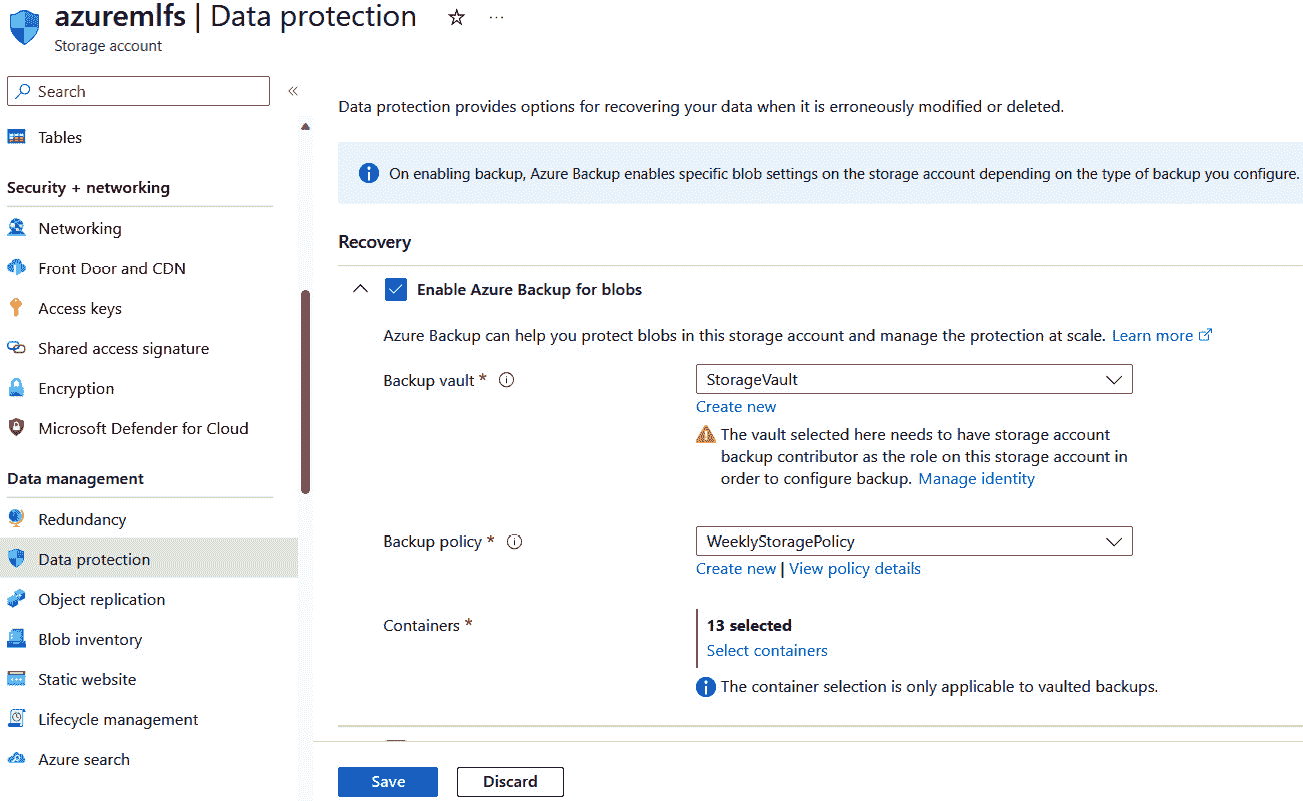 azuremlfs | Data protection
Storage account
Search
Tables
Security + networking
Networking
Front Door and CDN
Access keys
Shared access signature
Encryption
Microsoft Defender for Cloud
Data management
Redundancy
Data protection
Object replication
Blob inventory
Static website
Lifecycle management
Azure search
Data protection provides options for recovering your data when it is erroneously modified or deleted.
On enabling backup, Azure Backup enables specific blob settings on the storage account depending on the type of backup you configure.
Recovery
Enable Azure Backup for blobs
Azure Backup can help you protect blobs in this storage account and manage the protection at scale. Learn more
Backup vault *
StorageVault
Create new
The vault selected here needs to have storage account
backup contributor as the role on this storage account in
order to configure backup. Manage identity
Backup policy *
WeeklyStoragePolicy
Create new | View policy details
Containers *
13 selected
Select containers
The container selection is only applicable to vaulted backups.
Save
Discard